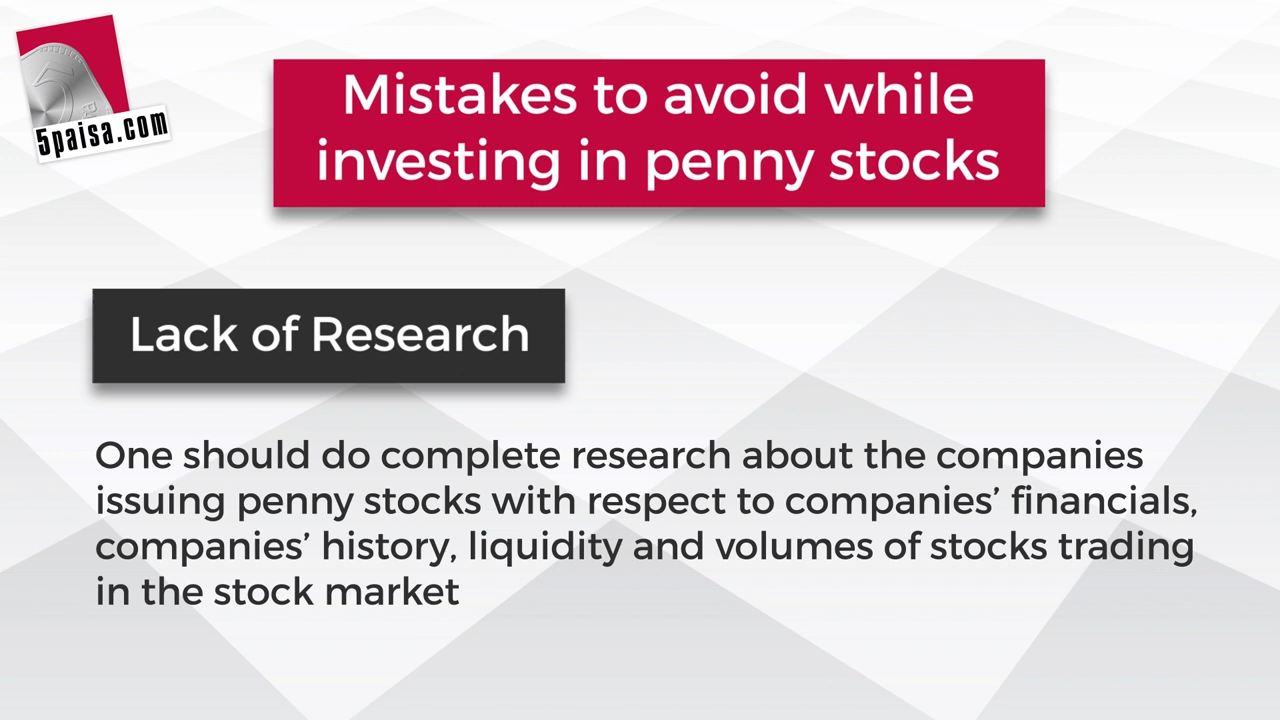 5paisa.com
Mistakes to avoid while
investing in penny stocks
Lack of Research
One should do complete research about the companies
issuing penny stocks with respect to companies’ financials,
companies’ history, liquidity and volumes of stocks trading
in the stock market